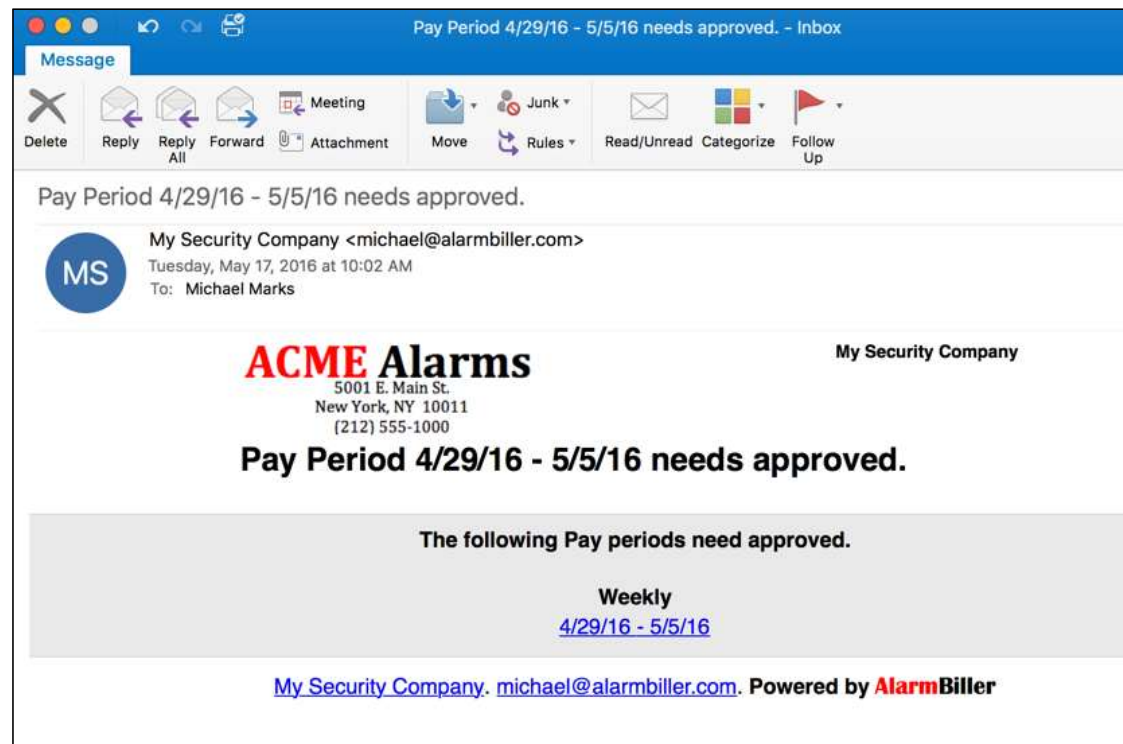 Pay Period 4/29/16 - 5/5/16 needs approved. - Inbox
Message
Delete
Reply
Reply All
Forward
Meeting
Attachment
Move
Junk
Rules
Read/Unread
Categorize
Follow Up
Pay Period 4/29/16 - 5/5/16 needs approved.
MS
My Security Company <michael@alarmbiller.com>
Tuesday, May 17, 2016 at 10:02 AM
To: Michael Marks
ACME Alarms
5001 E. Main St.
New York, NY 10011
(212) 555-1000
My Security Company
Pay Period 4/29/16 - 5/5/16 needs approved.
The following Pay periods need approved.
Weekly
4/29/16 - 5/5/16
My Security Company. michael@alarmbiller.com. Powered by AlarmBiller